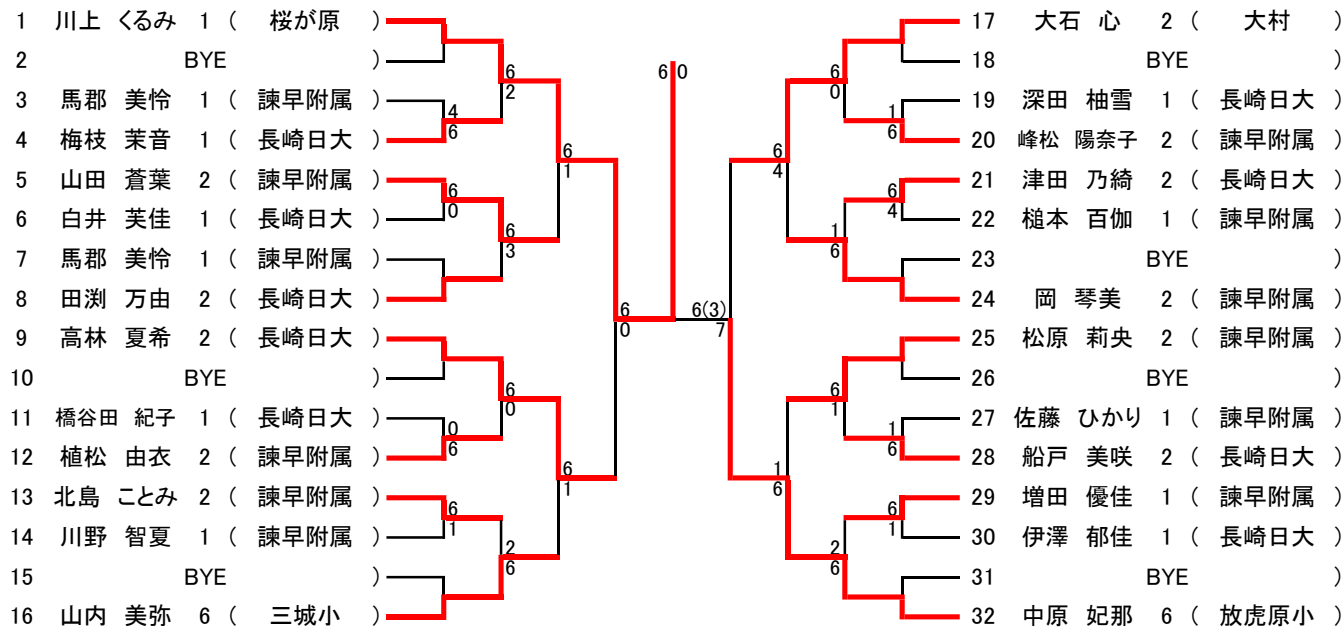 1 川上 くるみ 1 ( 桜が原 )
2 BYE )
3 馬郡 美怜 1 ( 諫早附属 )
4 梅枝 茉音 1 ( 長崎日大 )
5 山田 蒼葉 2 ( 諫早附属 )
6 白井 芙佳 1 ( 長崎日大 )
7 馬郡 美怜 1 ( 諫早附属 )
8 田渕 万由 2 ( 長崎日大 )
9 高林 夏希 2 ( 長崎日大 )
10 BYE )
11 橋谷田 紀子 1 ( 長崎日大 )
12 植松 由衣 2 ( 諫早附属 )
13 北島 ことみ 2 ( 諫早附属 )
14 川野 智夏 1 ( 諫早附属 )
15 BYE )
16 山内 美弥 6 ( 三城小 )
4
6
6
0
0
6
6
1
6
2
6
3
6
0
2
6
6
1
6
1
6
0
6 0
6(3)
7
6
4
1
6
6
0
1
6
6
1
2
6
1
6
6
4
1
6
6
1
17 大石 心 2 ( 大村 )
18 BYE )
19 深田 柚雪 1 ( 長崎日大 )
20 峰松 陽奈子 2 ( 諫早附属 )
21 津田 乃綺 2 ( 長崎日大 )
22 槌本 百伽 1 ( 諫早附属 )
23 BYE )
24 岡 琴美 2 ( 諫早附属 )
25 松原 莉央 2 ( 諫早附属 )
26 BYE )
27 佐藤 ひかり 1 ( 諫早附属 )
28 船戸 美咲 2 ( 長崎日大 )
29 増田 優佳 1 ( 諫早附属 )
30 伊澤 郁佳 1 ( 長崎日大 )
31 BYE )
32 中原 妃那 6 ( 放虎原小 )